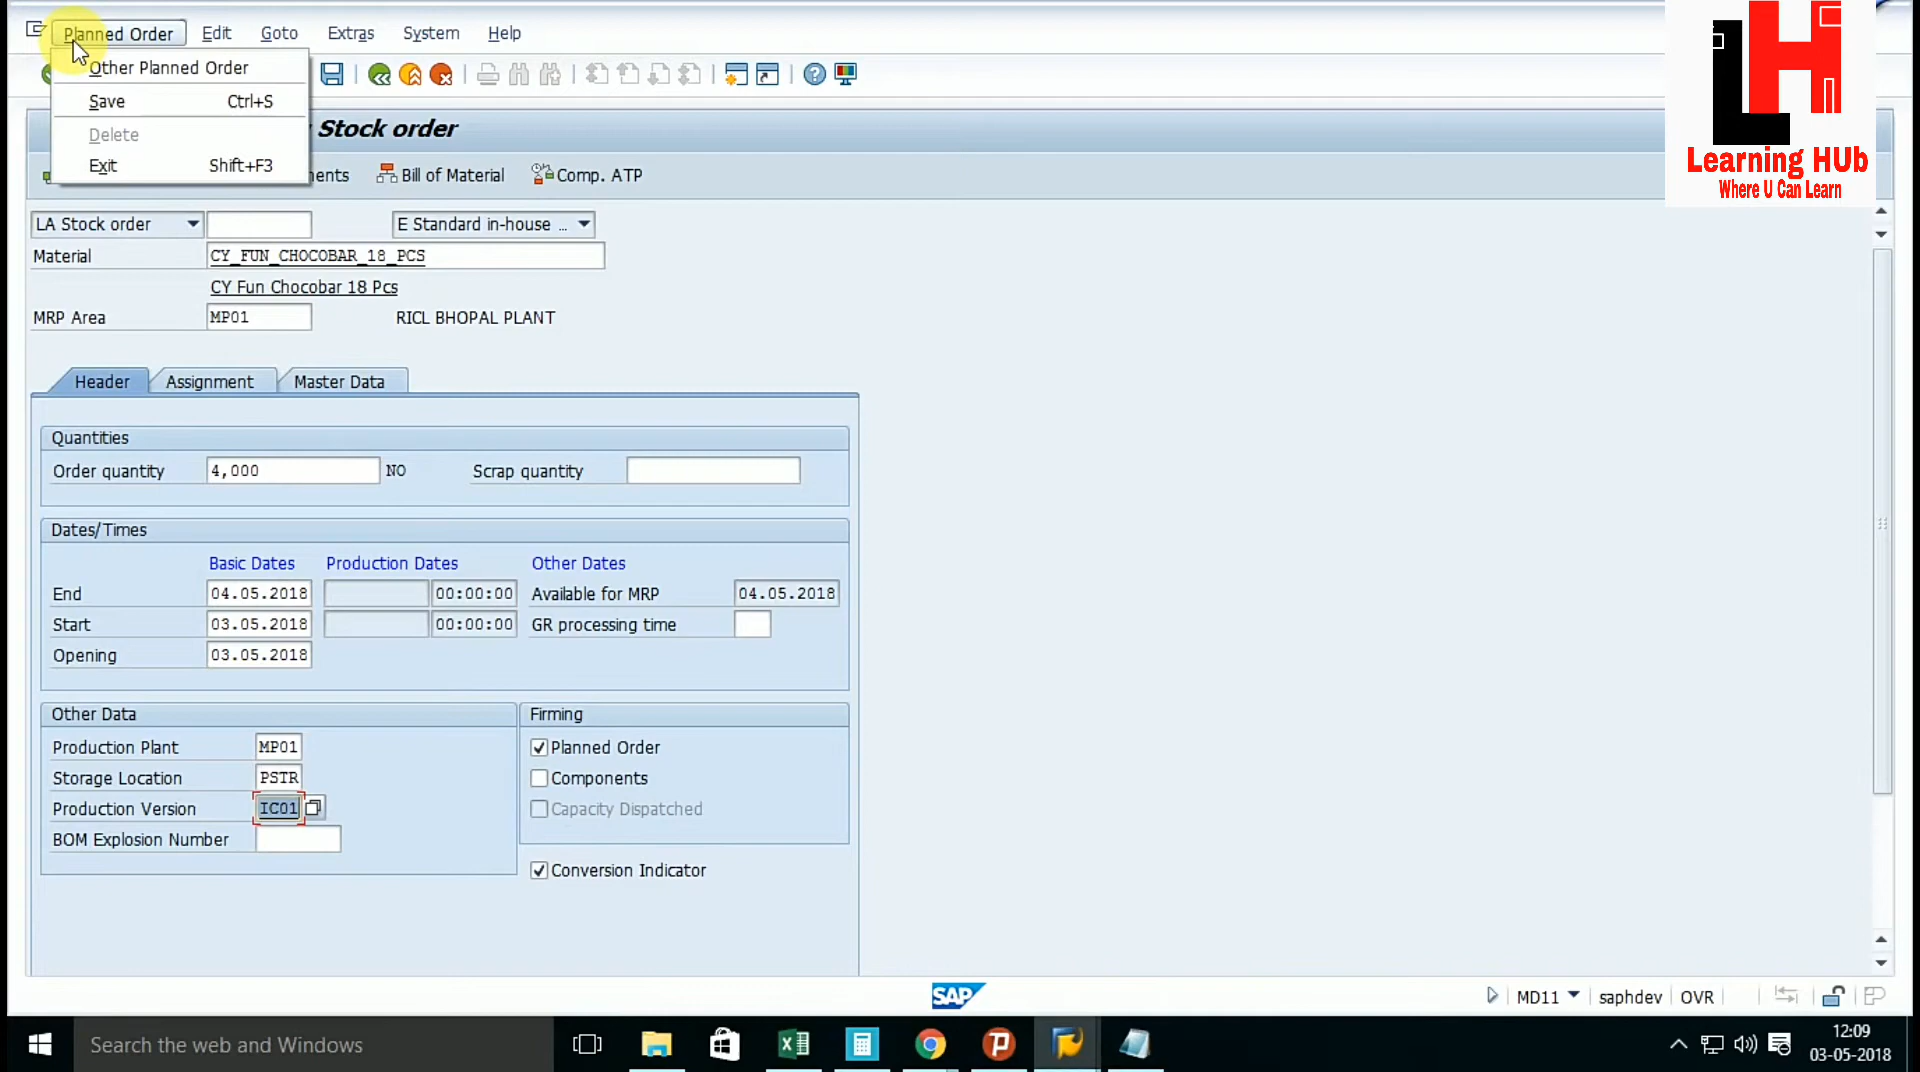 Planned Order Edit Goto Extras System Help
Other Planned Order
Save Ctrl+S
Delete
Exit Shift+F3
Stock order
Bill of Material Comp. ATP
LA Stock order E Standard in-house ...
Material CY_FUN_CHOCOBAR_18_PCS
CY Fun Chocobar 18 Pcs
MRP Area MP01 RICL BHOPAL PLANT
Header Assignment Master Data
Quantities
Order quantity 4,000 NO Scrap quantity
Dates/Times
Basic Dates Production Dates Other Dates
End 04.05.2018 00:00:00 Available for MRP 04.05.2018
Start 03.05.2018 00:00:00 GR processing time
Opening 03.05.2018
Other Data Firming
Production Plant MP01 Planned Order
Storage Location PSTR Components
Production Version IC01 Capacity Dispatched
BOM Explosion Number
Conversion Indicator
SAP MD11 saphdev OVR
Search the web and Windows
12:09
03-05-2018
LH
Learning HUb
Where U Can Learn